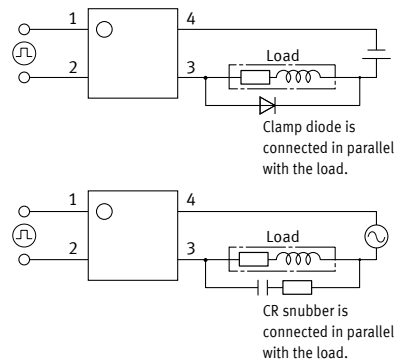 1 4
Load
2 3
Clamp diode is
connected in parallel
with the load.
1 4
Load
2 3
CR snubber is
connected in parallel
with the load.